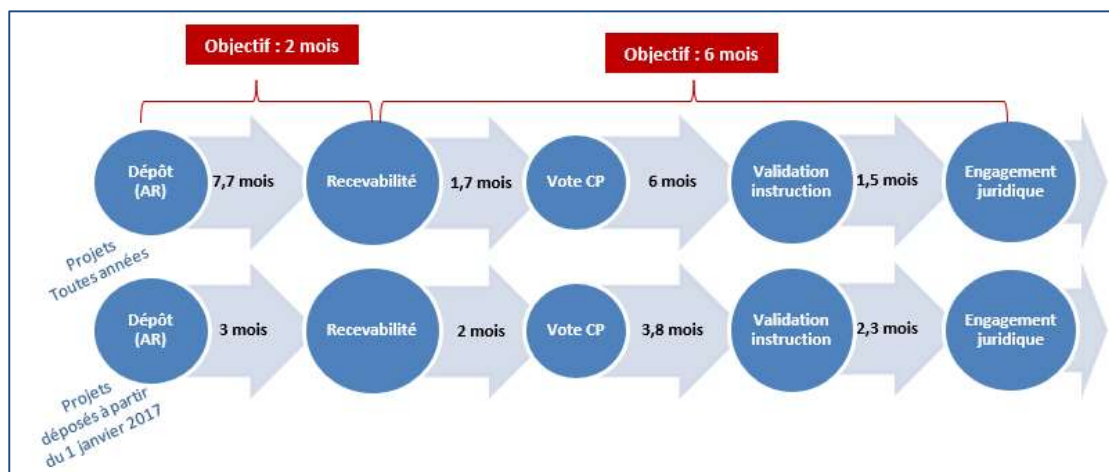 Objectif : 2 mois
Objectif : 6 mois
Dépôt
(AR)
7,7 mois
Recevabilité
1,7 mois
Vote CP
6 mois
Validation
instruction
1,5 mois
Engagement
juridique
Projets
Toutes années
Dépôt
(AR)
3 mois
Recevabilité
2 mois
Vote CP
3,8 mois
Validation
instruction
2,3 mois
Engagement
juridique
Projets
déposés à partir
du 1 janvier 2017